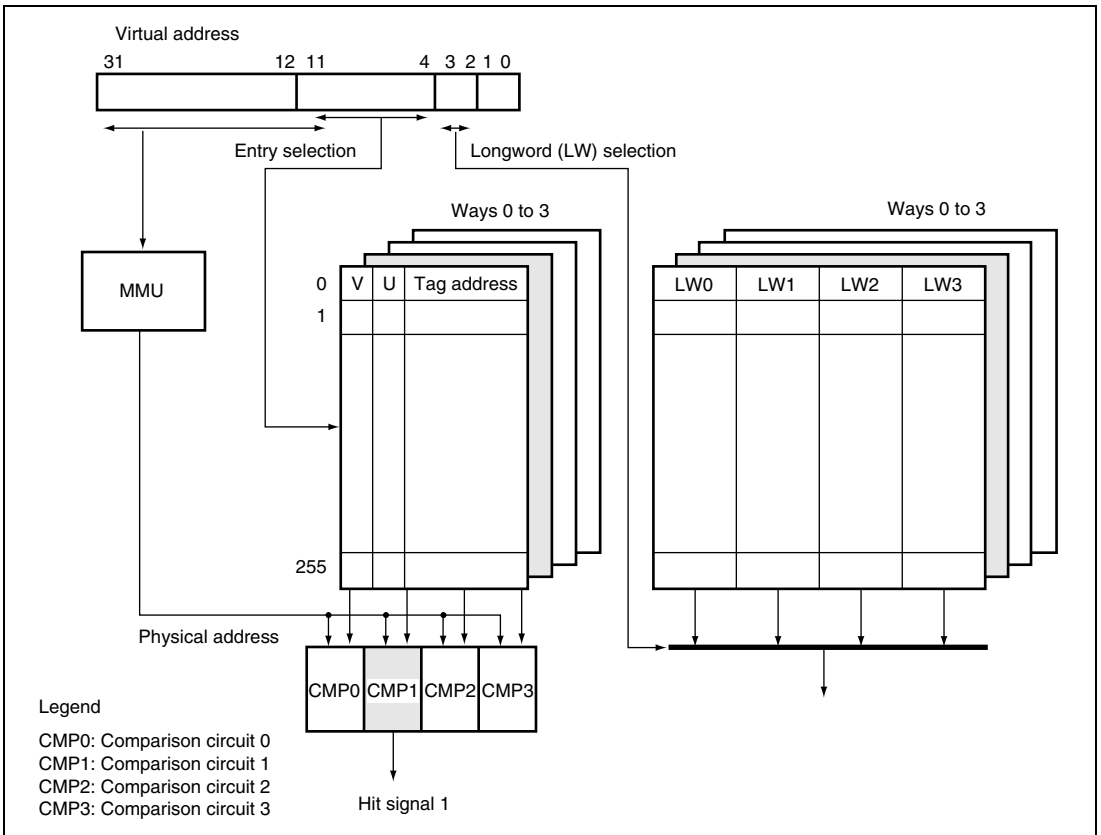 Virtual address
31 12 11 4 3 2 1 0
Entry selection
Longword (LW) selection
Ways 0 to 3
Ways 0 to 3
MMU
0 V U Tag address
LW0 LW1 LW2 LW3
1
255
Physical address
CMP0 CMP1 CMP2 CMP3
Legend
CMP0: Comparison circuit 0
CMP1: Comparison circuit 1
CMP2: Comparison circuit 2
CMP3: Comparison circuit 3
Hit signal 1